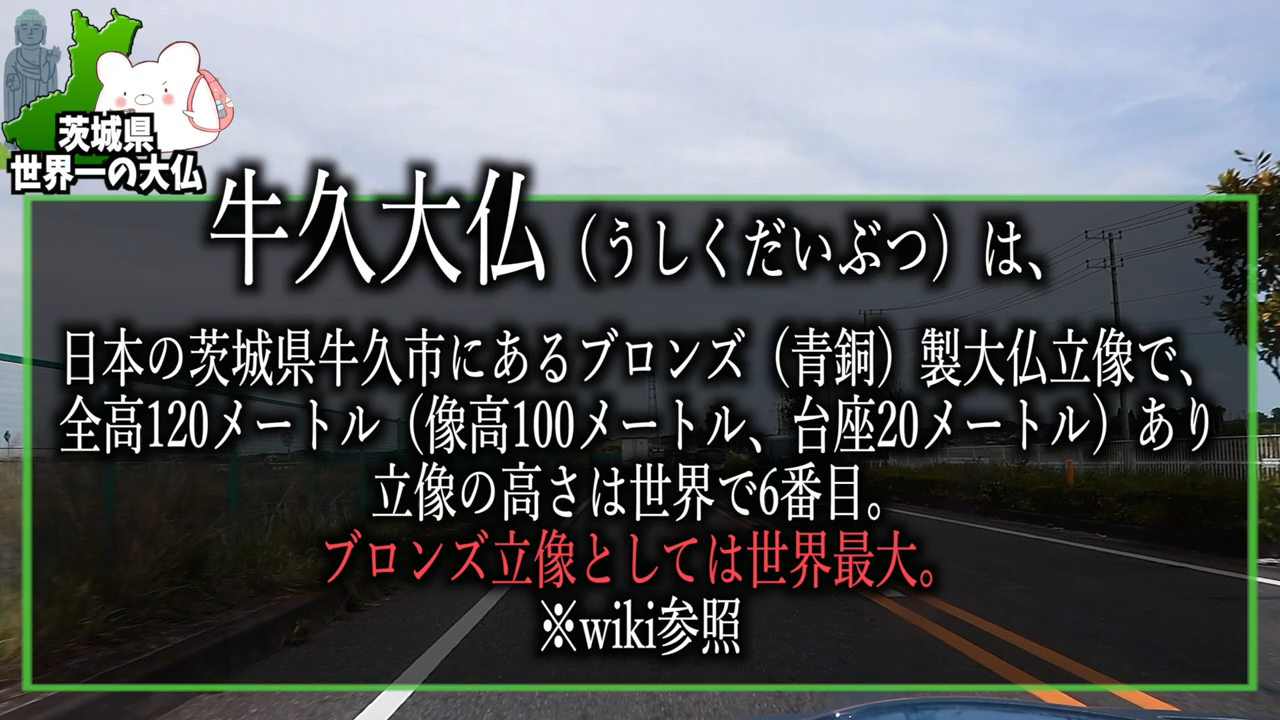 茨城県
世界一の大仏
牛久大仏（うしくだいぶつ）は、
日本の茨城県牛久市にあるブロンズ（青銅）製大仏立像で、
全高120メートル（像高100メートル、台座20メートル）あり
立像の高さは世界で6番目。
ブロンズ立像としては世界最大。
※wiki参照